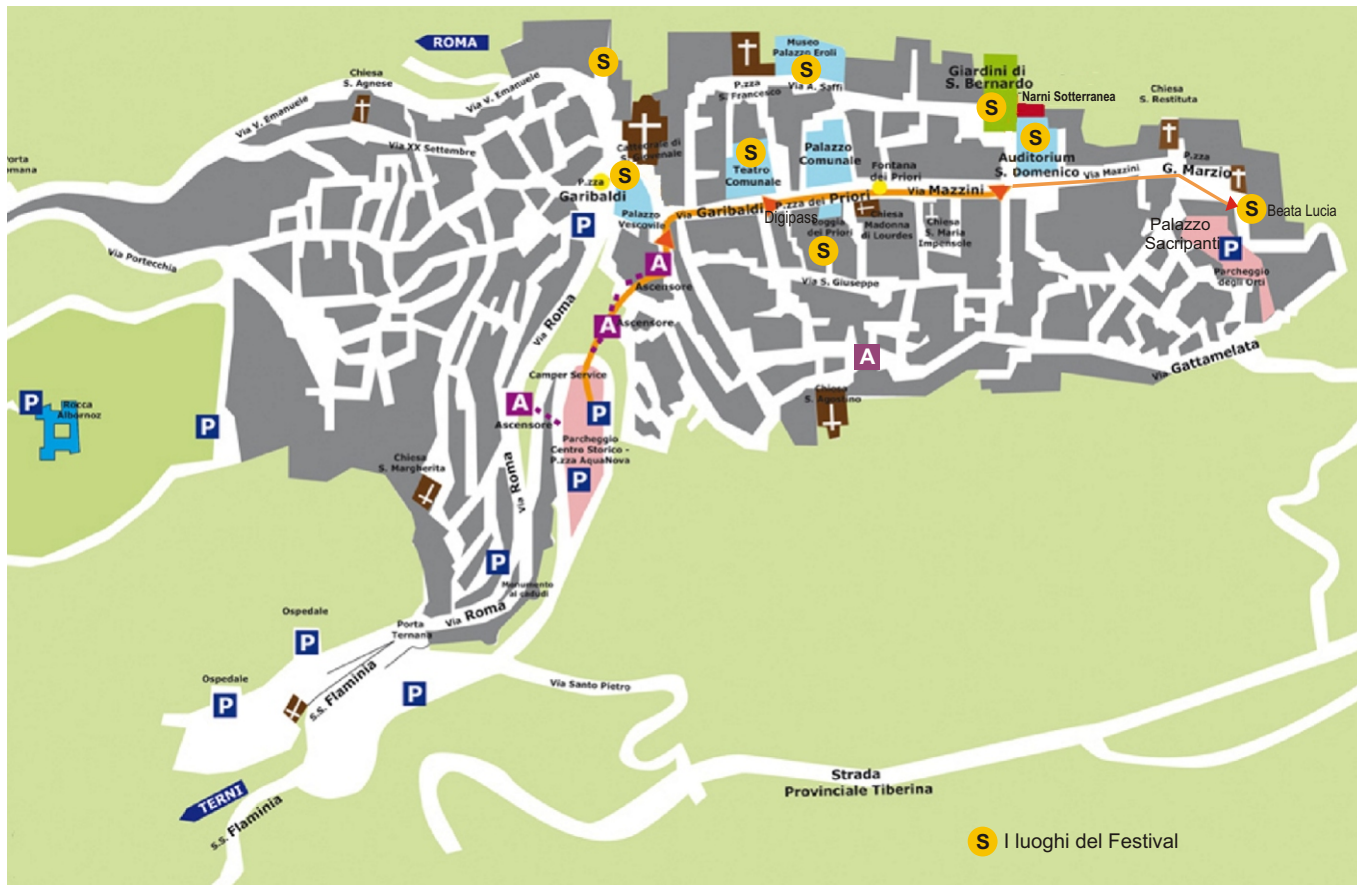 ROMA
S
Chiesa
S. Agnese
Via V. Emanuele
Via V. Emanuele
Via XX Settembre
P.zza
S. Francesco
Museo
Palazzo Eroli
S
Via A. Saffi
Giardini di
S. Bernardo
S
Narni Sotterranea
Chiesa
S. Restituta
S
Auditorium
S. Domenico
Via Mazzini
P.zza
G. Marzio
S
Beata Lucia
Cattedrale di
S
P.zza
Garibaldi
S
Teatro
Comunale
Palazzo
Comunale
Fontana
dei Priori
Via Mazzini
Palazzo
Vescovile
Via Garibaldi
P.zza dei Priori
Digipass
Loggia
dei Priori
S
Chiesa
Madonna
di Lourdes
Chiesa
S. Maria
Impensole
Palazzo
Sacripanti
P
Parcheggio
degli Orti
P
Via Portecchia
A
Ascensore
Via S. Giuseppe
A
Ascensore
Via Roma
A
Via Gattamelata
Camper Service
Chiesa
S. Agostino
A
Ascensore
P
Parcheggio
Centro Storico -
P.zza AquaNova
P
P
Rocca
Albornoz
P
Chiesa
S. Margherita
Via Roma
P
Monumento
ai caduti
Via Roma
Porta
Ternana
Ospedale
P
Ospedale
P
s.s. Flaminia
P
Via Santo Pietro
TERNI
s.s. Flaminia
Strada
Provinciale Tiberina
S I luoghi del Festival